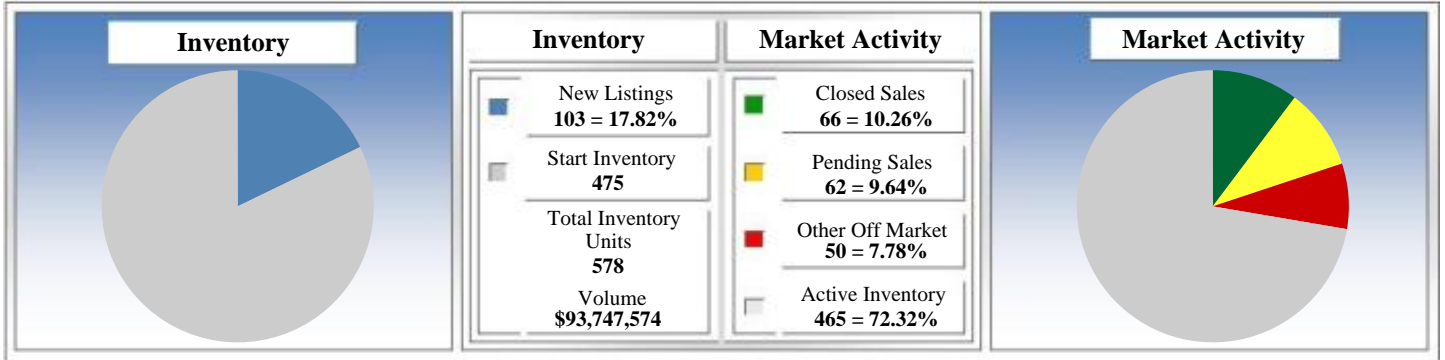 Inventory
Inventory
Market Activity
Market Activity
New Listings
103 = 17.82%
Start Inventory
475
Total Inventory
Units
578
Volume
$93,747,574
Closed Sales
66 = 10.26%
Pending Sales
62 = 9.64%
Other Off Market
50 = 7.78%
Active Inventory
465 = 72.32%